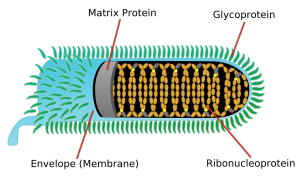 Matrix Protein
Glycoprotein
Envelope (Membrane)
Ribonucleoprotein